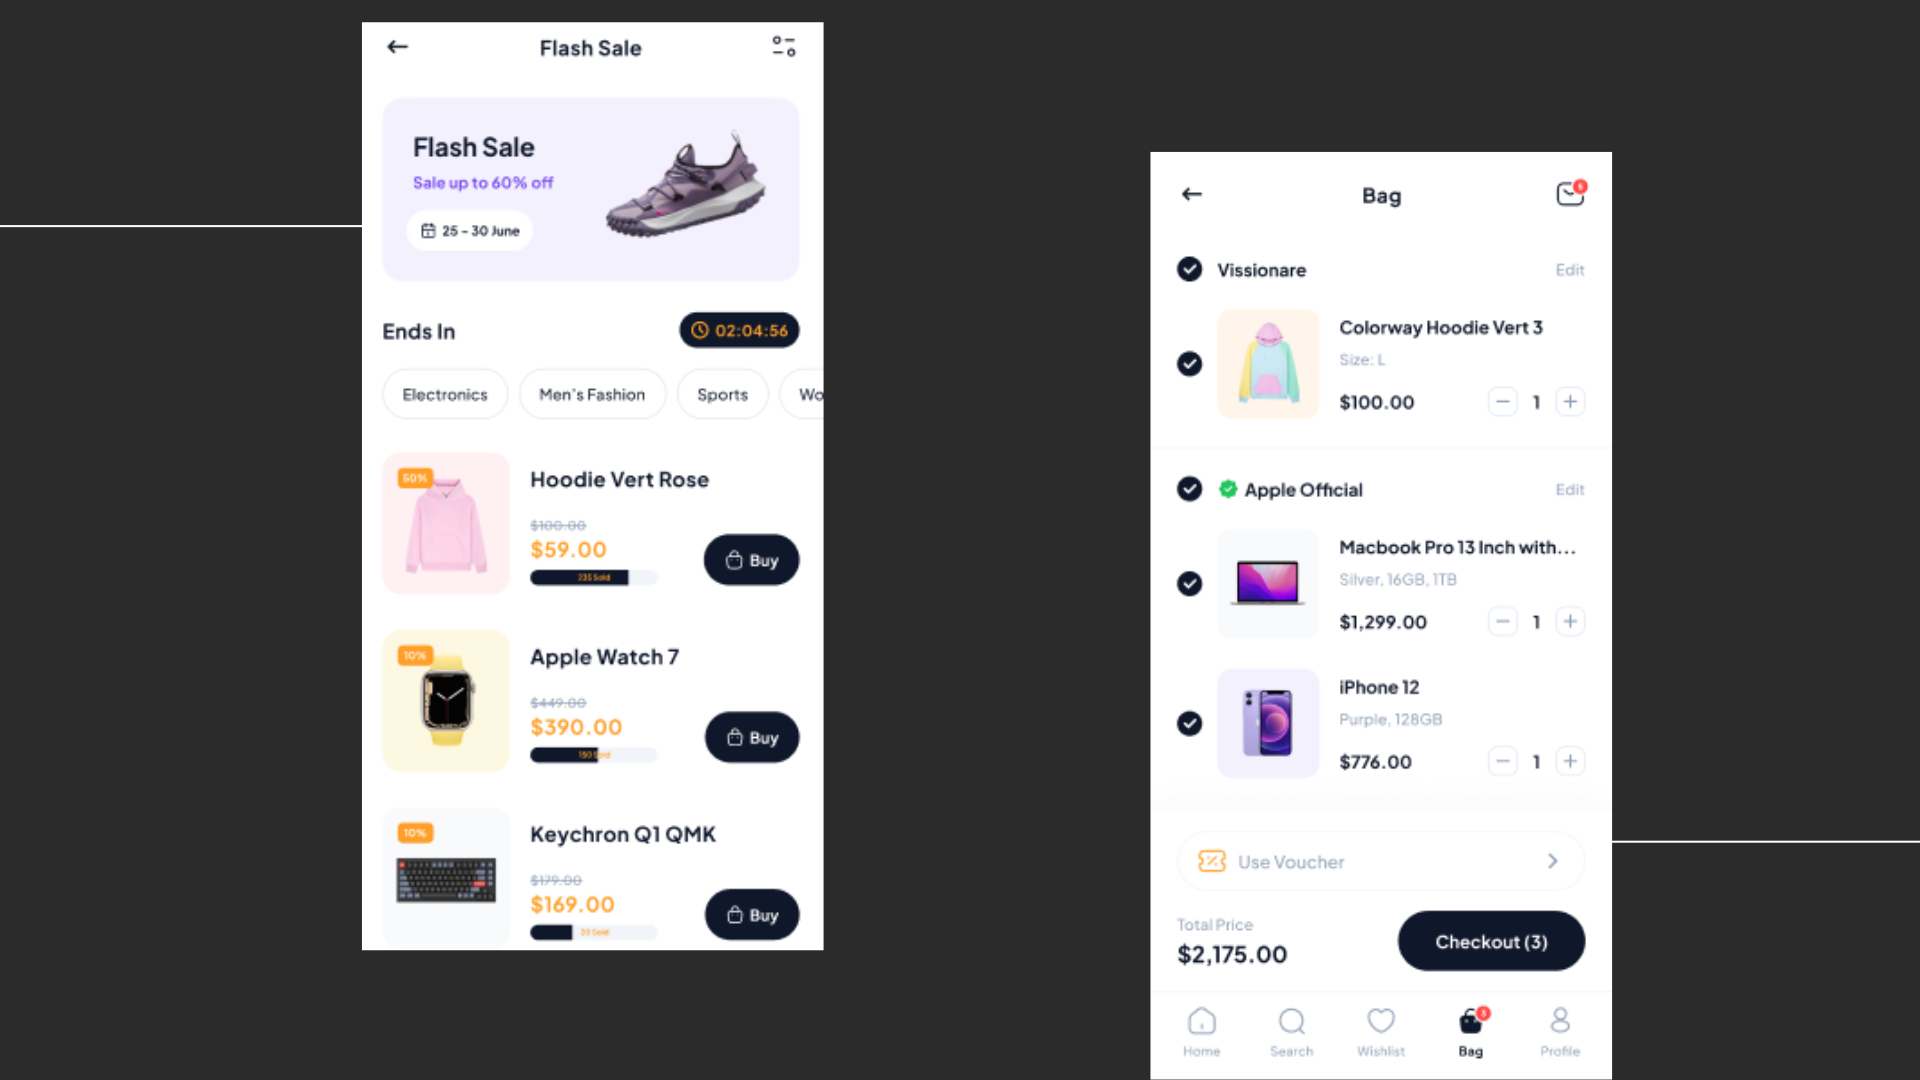 Flash Sale
Flash Sale
Sale up to 60% off
25 - 30 June
Ends In
02:04:56
Electronics
Men's Fashion
Sports
Wo
Hoodie Vert Rose
$100.00
$59.00
Sold
Buy
10%
Apple Watch 7
$449.00
$390.00
150 Sold
Buy
10%
Keychron Q1 QMK
$179.00
$169.00
20 Sold
Buy
Bag
Vissionare
Edit
Colorway Hoodie Vert 3
Size: L
$100.00
1
Apple Official
Edit
Macbook Pro 13 Inch with...
Silver, 16GB, 1TB
$1,299.00
1
iPhone 12
Purple, 128GB
$776.00
1
Use Voucher
Total Price
$2,175.00
Checkout (3)
3
Home
Search
Wishlist
Bag
Profile